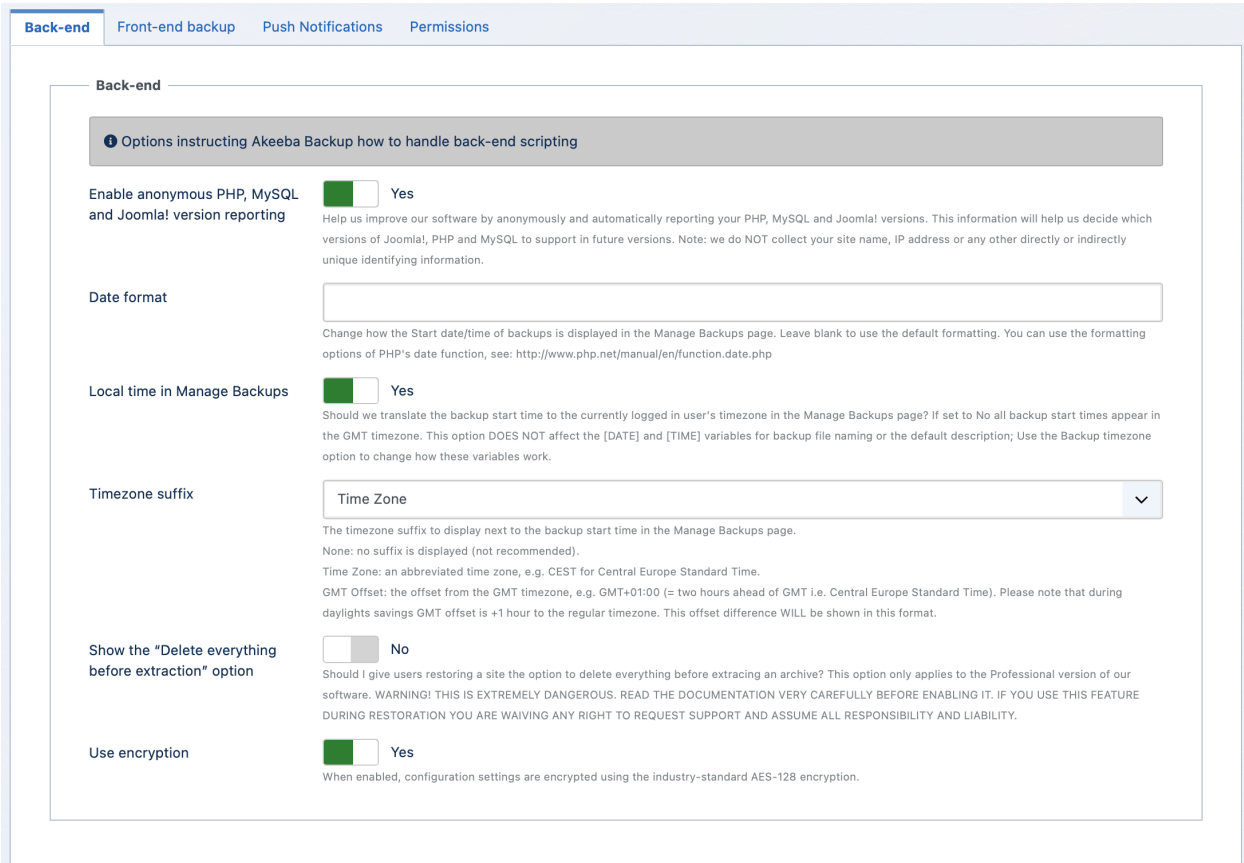 Back-end Front-end backup Push Notifications Permissions
Back-end
Options instructing Akeeba Backup how to handle back-end scripting
Enable anonymous PHP, MySQL
and Joomla! version reporting
Yes
Help us improve our software by anonymously and automatically reporting your PHP, MySQL and Joomla! versions. This information will help us decide which
versions of Joomla!, PHP and MySQL to support in future versions. Note: we do NOT collect your site name, IP address or any other directly or indirectly
unique identifying information.
Date format
Change how the Start date/time of backups is displayed in the Manage Backups page. Leave blank to use the default formatting. You can use the formatting
options of PHP's date function, see: http://www.php.net/manual/en/function.date.php
Local time in Manage Backups
Yes
Should we translate the backup start time to the currently logged in user's timezone in the Manage Backups page? If set to No all backup start times appear in
the GMT timezone. This option DOES NOT affect the [DATE] and [TIME] variables for backup file naming or the default description; Use the Backup timezone
option to change how these variables work.
Timezone suffix
Time Zone
The timezone suffix to display next to the backup start time in the Manage Backups page.
None: no suffix is displayed (not recommended).
Time Zone: an abbreviated time zone, e.g. CEST for Central Europe Standard Time.
GMT Offset: the offset from the GMT timezone, e.g. GMT+01:00 (= two hours ahead of GMT i.e. Central Europe Standard Time). Please note that during
daylights savings GMT offset is +1 hour to the regular timezone. This offset difference WILL be shown in this format.
Show the “Delete everything
before extraction” option
No
Should I give users restoring a site the option to delete everything before extracing an archive? This option only applies to the Professional version of our
software. WARNING! THIS IS EXTREMELY DANGEROUS. READ THE DOCUMENTATION VERY CAREFULLY BEFORE ENABLING IT. IF YOU USE THIS FEATURE
DURING RESTORATION YOU ARE WAIVING ANY RIGHT TO REQUEST SUPPORT AND ASSUME ALL RESPONSIBILITY AND LIABILITY.
Use encryption
Yes
When enabled, configuration settings are encrypted using the industry-standard AES-128 encryption.